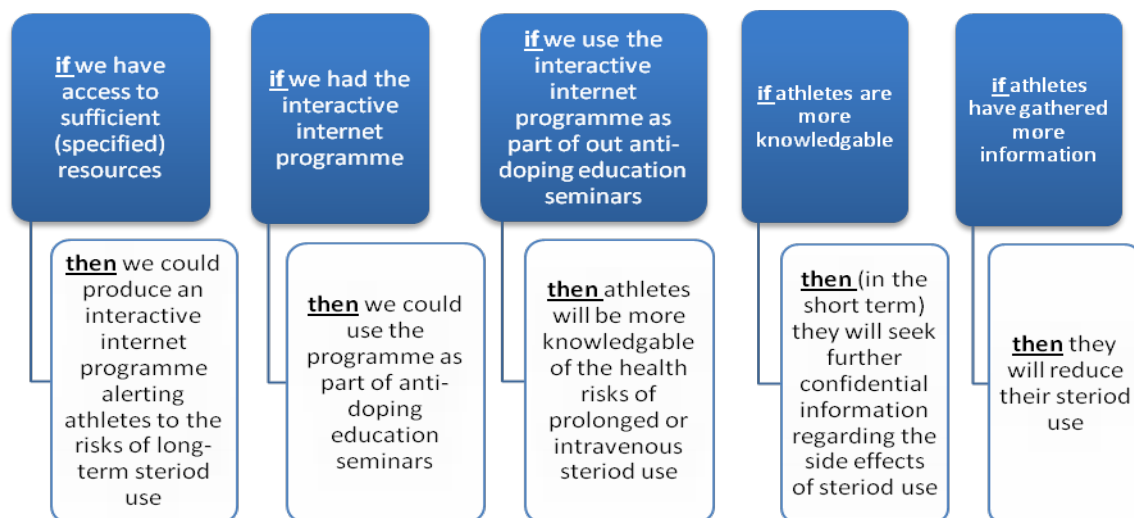 if we have
access to
sufficient
(specified)
resources
then we could
produce an
interactive
internet
programme
alerting
athletes to the
risks of long-
term steriod
use
if we had the
interactive
internet
programme
then we could
use the
programme as
part of anti-
doping
education
seminars
if we use the
interactive
internet
programme as
part of out anti-
doping education
seminars
then athletes
will be more
knowledgable
of the health
risks of
prolonged or
intravenous
steriod use
if athletes are
more
knowledgable
then (in the
short term)
they will seek
further
confidential
information
regarding the
side effects
of steriod use
if athletes
have gathered
more
information
then they
will reduce
their steriod
use